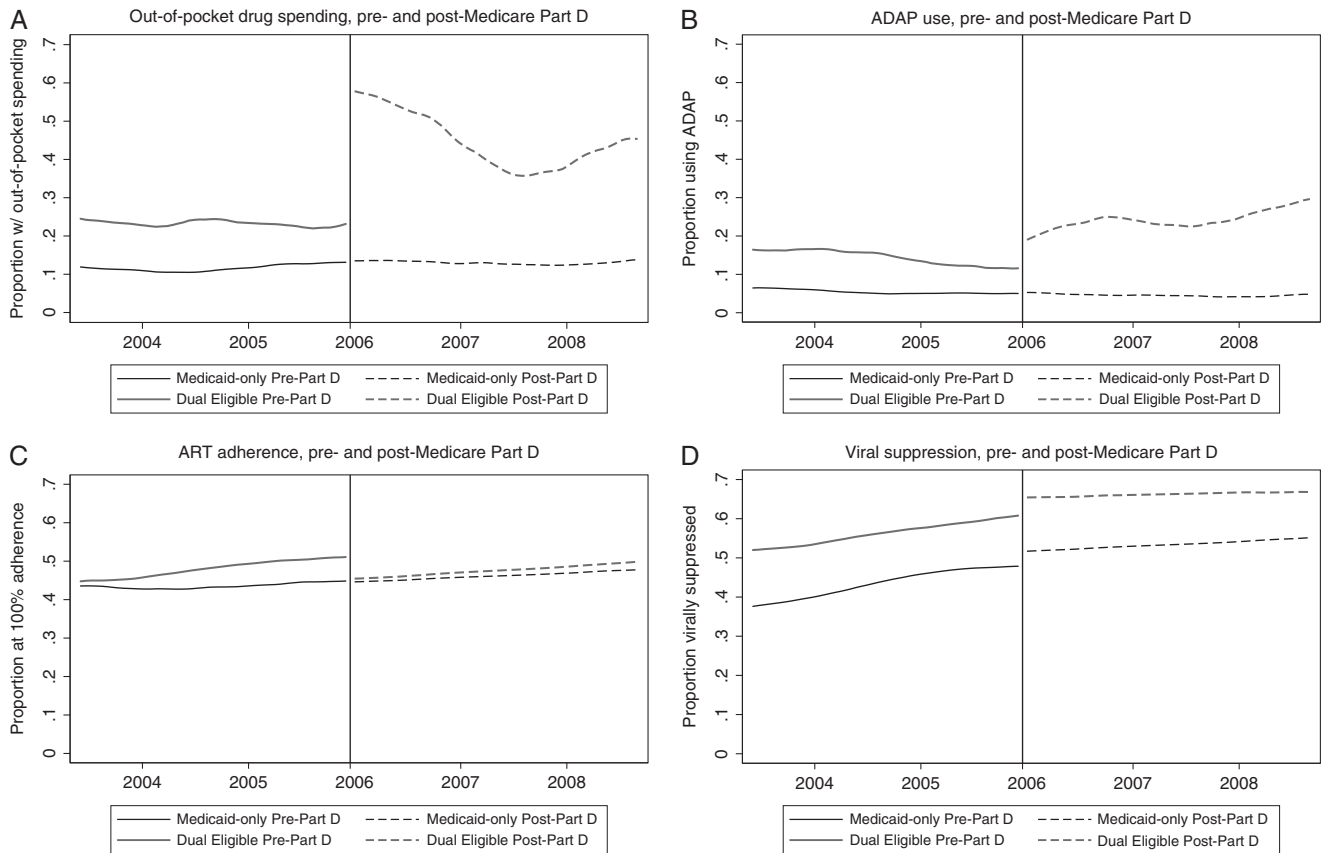 A
Out-of-pocket drug spending, pre- and post-Medicare Part D
Proportion w/ out-of-pocket spending
.7
.6
.5
.4
.3
.2
.1
0
2004 2005 2006 2007 2008
Medicaid-only Pre-Part D Medicaid-only Post-Part D
Dual Eligible Pre-Part D Dual Eligible Post-Part D
B
ADAP use, pre- and post-Medicare Part D
Proportion using ADAP
.7
.6
.5
.4
.3
.2
.1
0
2004 2005 2006 2007 2008
Medicaid-only Pre-Part D Medicaid-only Post-Part D
Dual Eligible Pre-Part D Dual Eligible Post-Part D
C
ART adherence, pre- and post-Medicare Part D
Proportion at 100% adherence
.7
.6
.5
.4
.3
.2
.1
0
2004 2005 2006 2007 2008
Medicaid-only Pre-Part D Medicaid-only Post-Part D
Dual Eligible Pre-Part D Dual Eligible Post-Part D
D
Viral suppression, pre- and post-Medicare Part D
Proportion virally suppressed
.7
.6
.5
.4
.3
.2
.1
0
2004 2005 2006 2007 2008
Medicaid-only Pre-Part D Medicaid-only Post-Part D
Dual Eligible Pre-Part D Dual Eligible Post-Part D